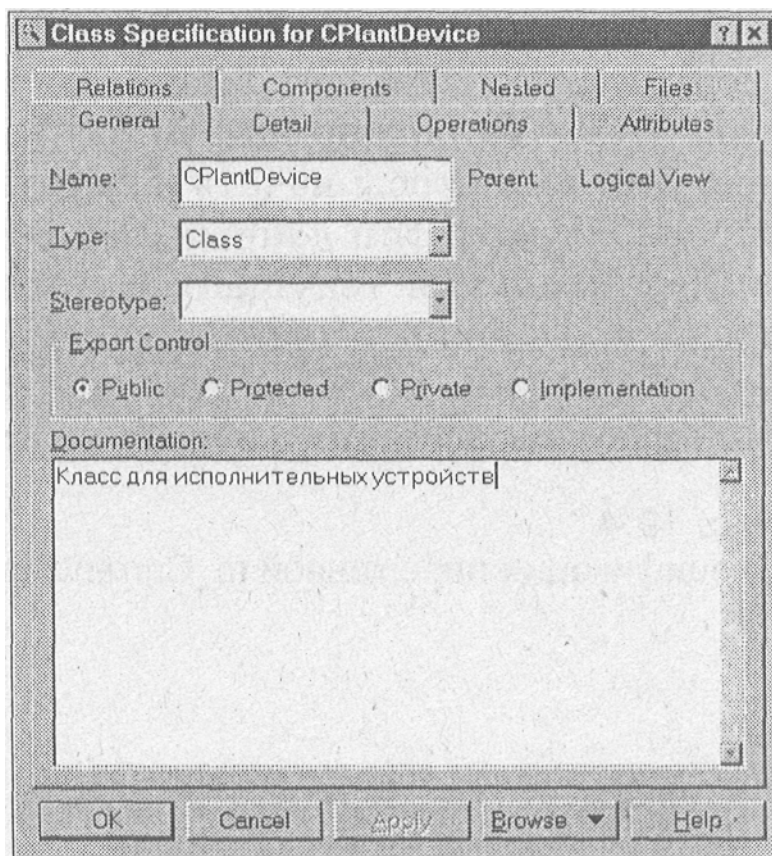 Class Specification for CPlantDevice
Relations Components Nested Files
General Detail Operations Attributes
Name: CPlantDevice Parent: Logical View
Type: Class
Stereotype:
Export Control
Public Protected Private Implementation
Documentation:
Класс для исполнительных устройств
OK Cancel Apply Browse Help